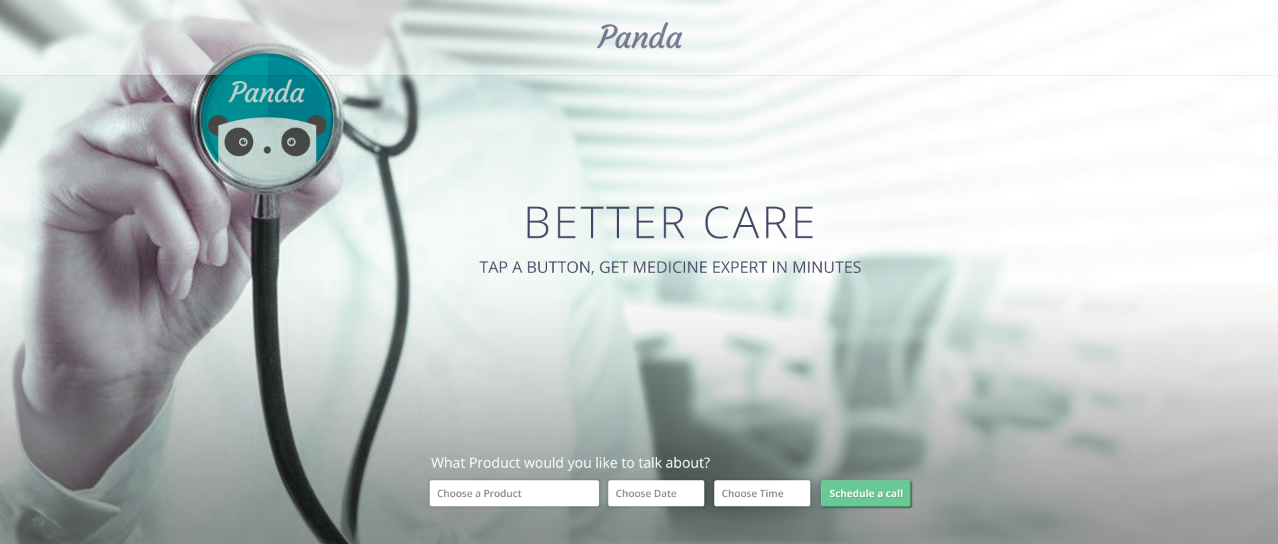 Panda
Panda
BETTER CARE
TAP A BUTTON, GET MEDICINE EXPERT IN MINUTES
What Product would you like to talk about?
Choose a Product
Choose Date
Choose Time
Schedule a call